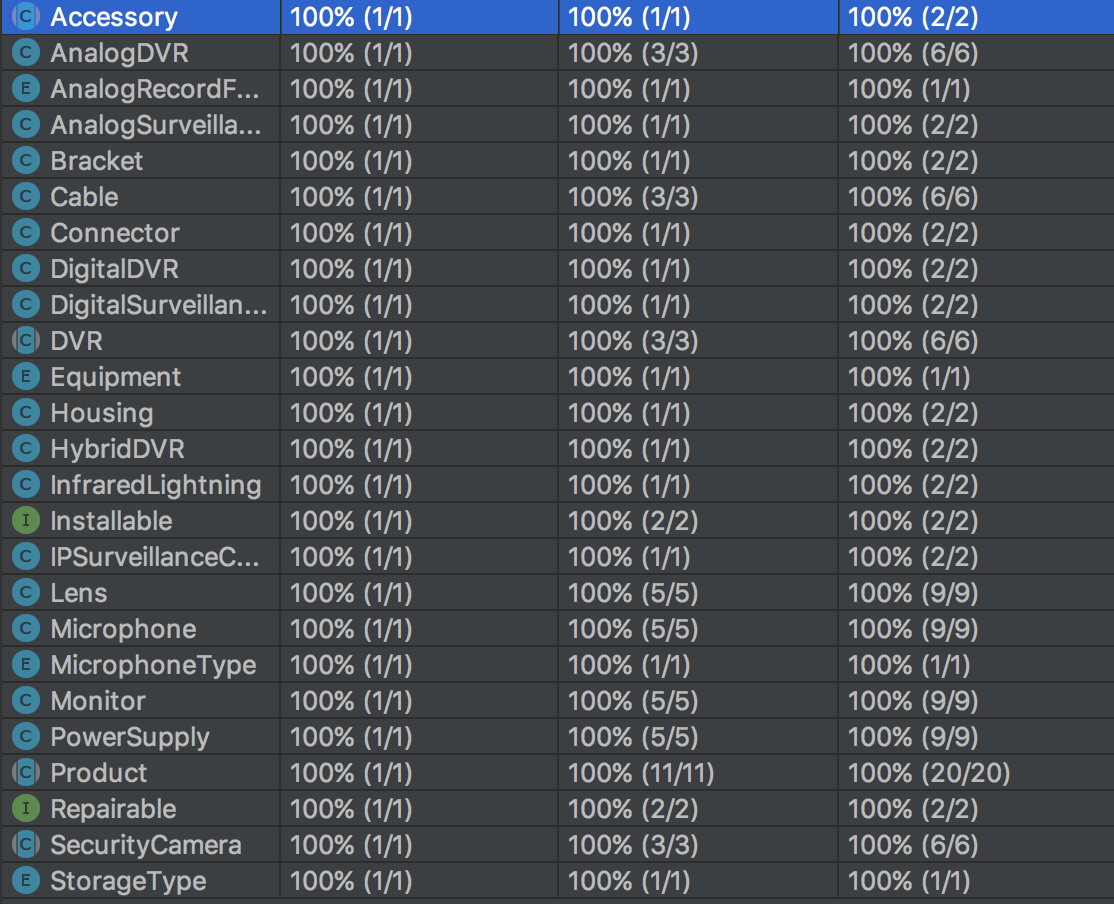 C Accessory 100% (1/1) 100% (1/1) 100% (2/2)
C AnalogDVR 100% (1/1) 100% (3/3) 100% (6/6)
E AnalogRecordF... 100% (1/1) 100% (1/1) 100% (1/1)
C AnalogSurveilla... 100% (1/1) 100% (1/1) 100% (2/2)
C Bracket 100% (1/1) 100% (1/1) 100% (2/2)
C Cable 100% (1/1) 100% (3/3) 100% (6/6)
C Connector 100% (1/1) 100% (1/1) 100% (2/2)
C DigitalDVR 100% (1/1) 100% (1/1) 100% (2/2)
C DigitalSurveillan... 100% (1/1) 100% (1/1) 100% (2/2)
C DVR 100% (1/1) 100% (3/3) 100% (6/6)
E Equipment 100% (1/1) 100% (1/1) 100% (1/1)
C Housing 100% (1/1) 100% (1/1) 100% (2/2)
C HybridDVR 100% (1/1) 100% (1/1) 100% (2/2)
C InfraredLightning 100% (1/1) 100% (1/1) 100% (2/2)
I Installable 100% (1/1) 100% (2/2) 100% (2/2)
C IPSurveillanceC... 100% (1/1) 100% (1/1) 100% (2/2)
C Lens 100% (1/1) 100% (5/5) 100% (9/9)
C Microphone 100% (1/1) 100% (5/5) 100% (9/9)
E MicrophoneType 100% (1/1) 100% (1/1) 100% (1/1)
C Monitor 100% (1/1) 100% (5/5) 100% (9/9)
C PowerSupply 100% (1/1) 100% (5/5) 100% (9/9)
C Product 100% (1/1) 100% (11/11) 100% (20/20)
I Repairable 100% (1/1) 100% (2/2) 100% (2/2)
C SecurityCamera 100% (1/1) 100% (3/3) 100% (6/6)
E StorageType 100% (1/1) 100% (1/1) 100% (1/1)